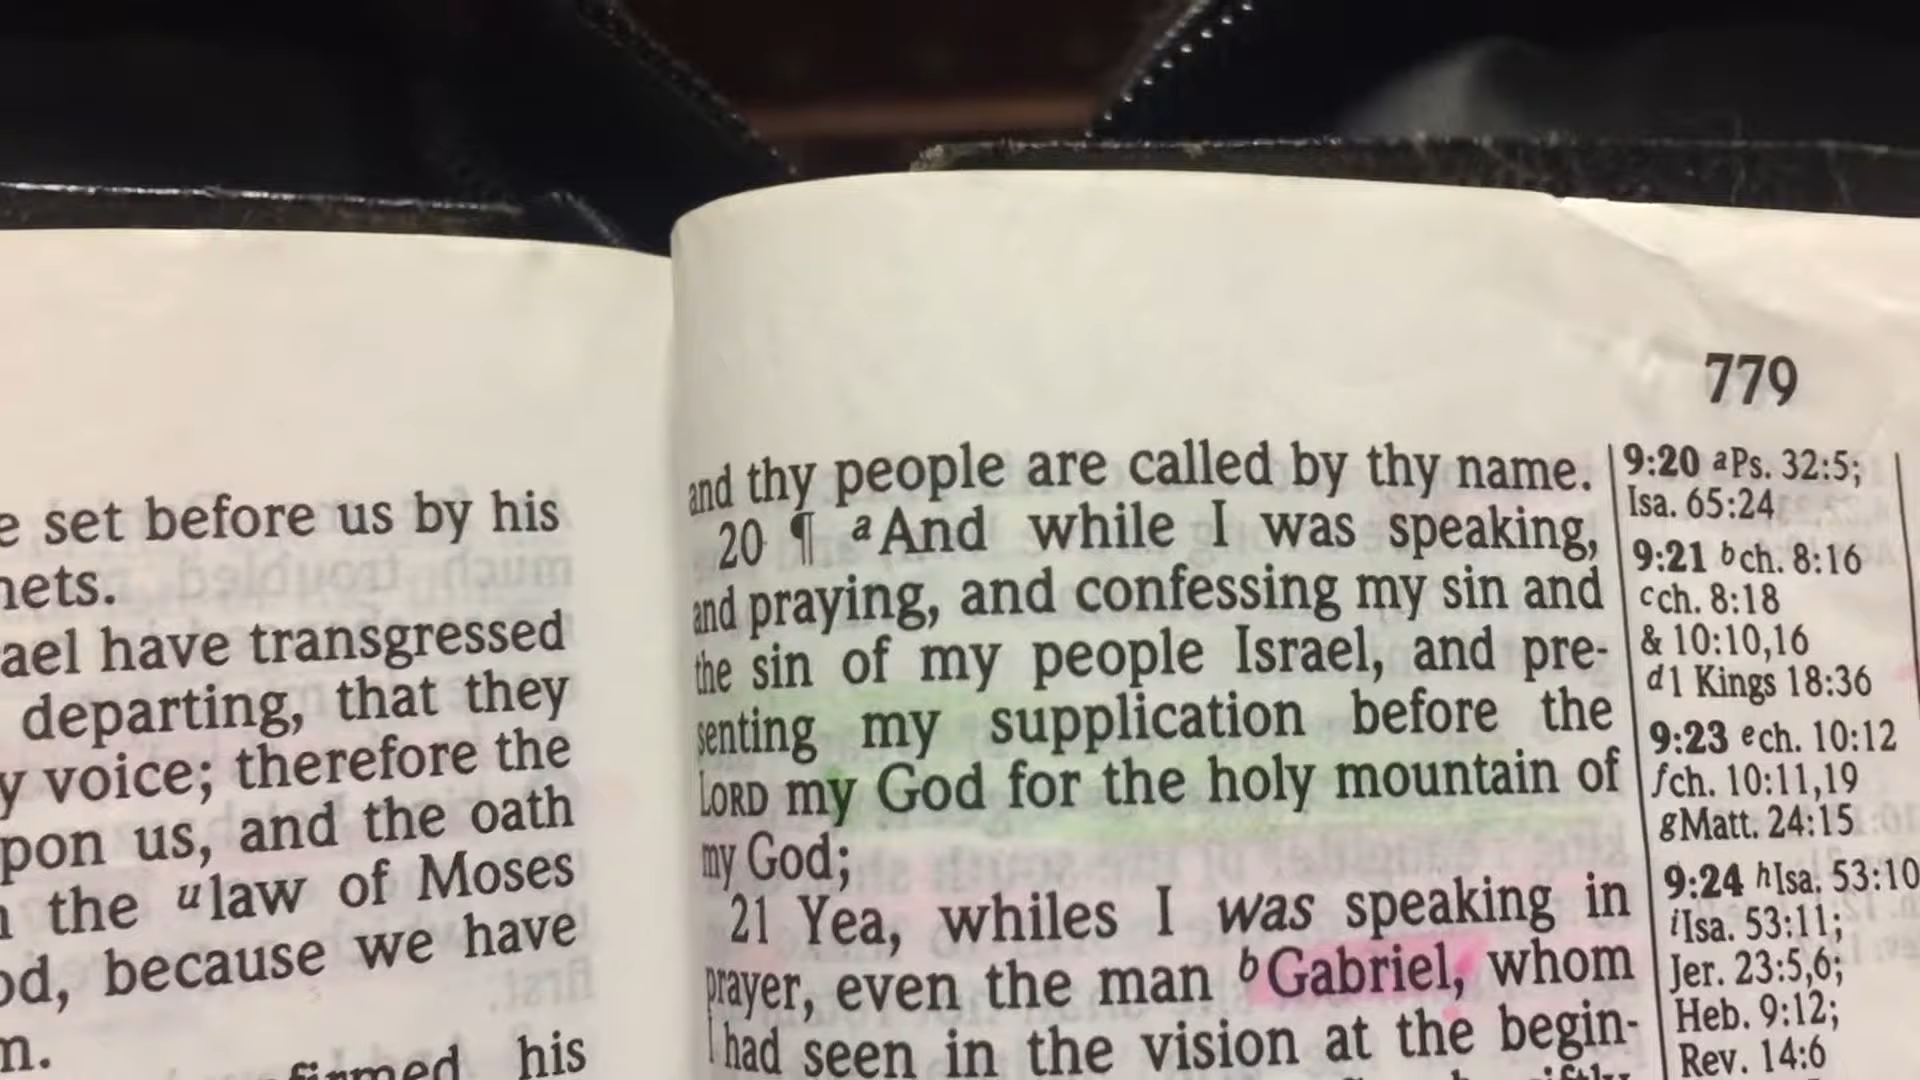 set before us by his
have transgressed
departing, that they
voice; therefore the
us, and the oath
the ulaw of Moses
because we have
his
779
and thy people are called by thy name.
20 ¶ aAnd while I was speaking,
and praying, and confessing my sin and
the sin of my people Israel, and pre-
senting my supplication before the
LORD my God for the holy mountain of
my God;
21 Yea, whiles I was speaking in
prayer, even the man bGabriel, whom
I had seen in the vision at the begin-
9:20 aPs. 32:5;
Isa. 65:24
9:21 bch. 8:16
cch. 8:18
& 10:10,16
d1 Kings 18:36
9:23 ech. 10:12
fch. 10:11,19
gMatt. 24:15
9:24 hIsa. 53:10
iIsa. 53:11;
Jer. 23:5,6;
Heb. 9:12;
Rev. 14:6